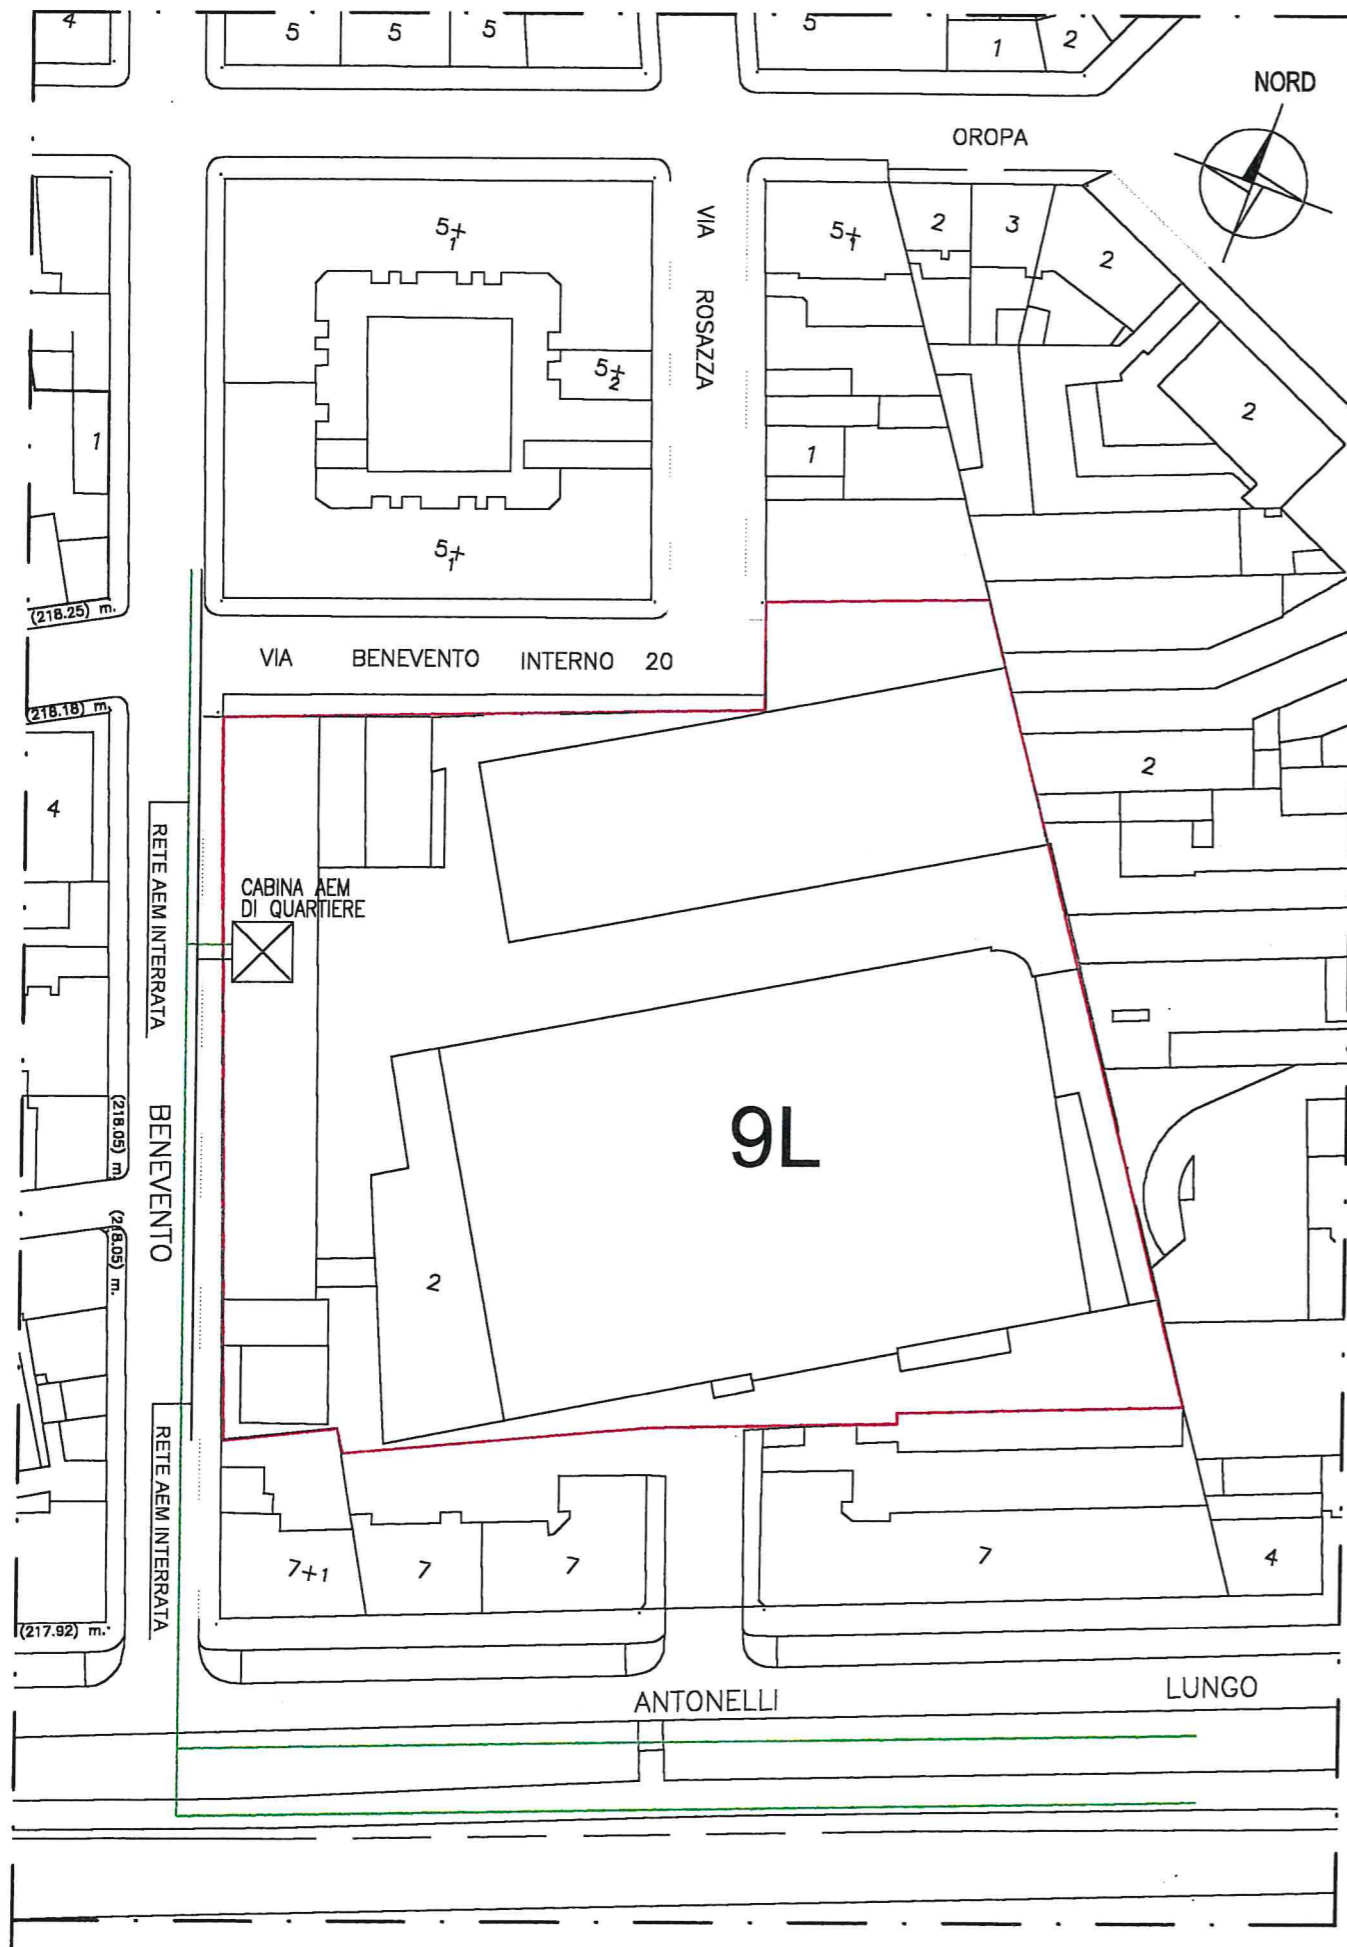 4
5
5
5
5
1
2
NORD
OROPA
5+1
VIA ROSAZZA
5+1
2
3
2
5+2
2
1
1
5+1
(218.25) m.
VIA BENEVENTO INTERNO 20
(218.18) m.
2
4
RETE AEM INTERRATA
CABINA AEM
DI QUARTIERE
9L
(218.05) m.
BENEVENTO
(218.05) m.
2
RETE AEM INTERRATA
7+1
7
7
7
4
(217.92) m.
ANTONELLI
LUNGO